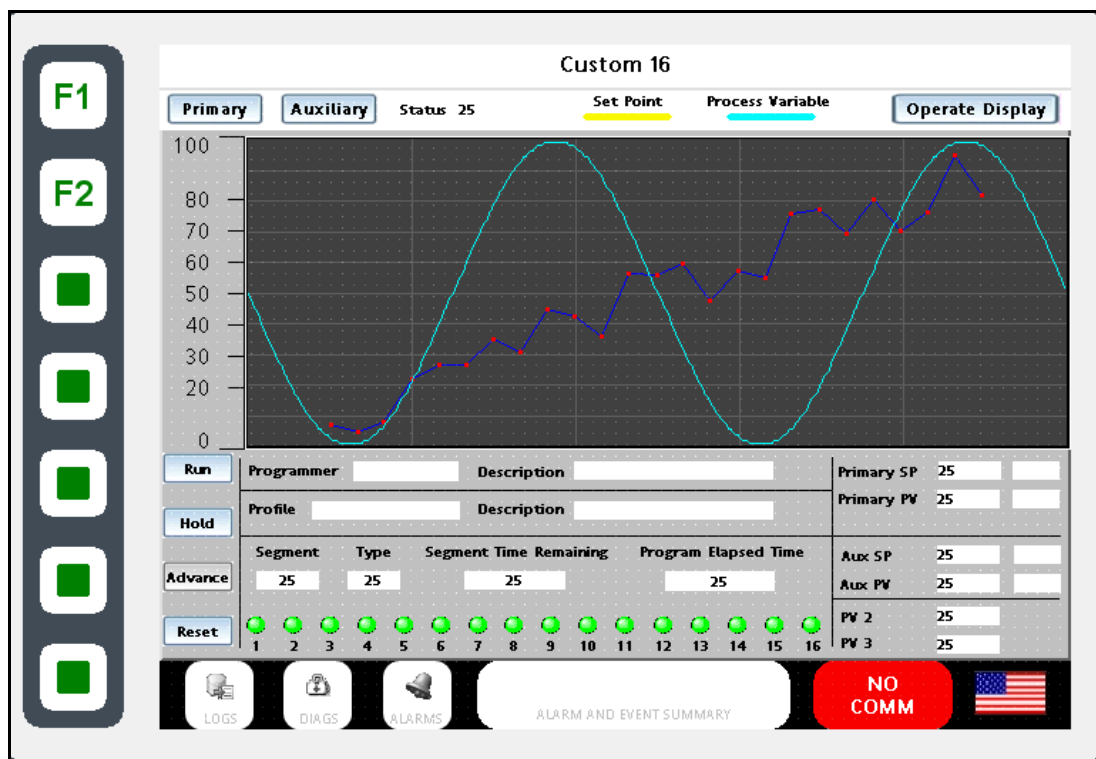 F1
F2
Custom 16
Primary Auxiliary Status 25 Set Point Process Variable Operate Display
100
80
70
60
50
40
30
20
0
Run Programmer Description Primary SP 25
Primary PV 25
Hold Profile Description
Segment Type Segment Time Remaining Program Elapsed Time Aux SP 25
Advance 25 25 25 25 Aux PV 25
PV 2 25
Reset 1 2 3 4 5 6 7 8 9 10 11 12 13 14 15 16 PV 3 25
LOGS DIAGS ALARMS ALARM AND EVENT SUMMARY
NO
COMM